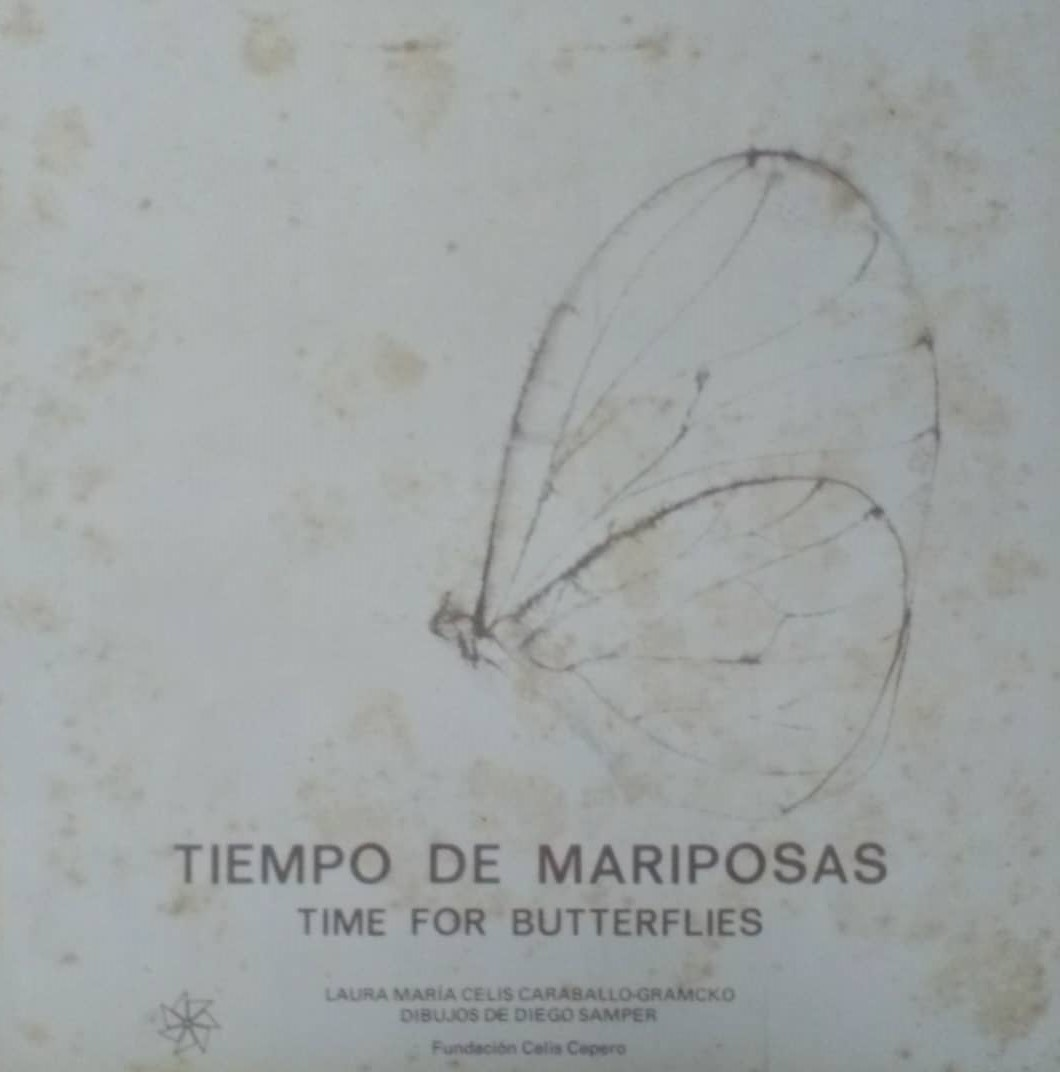 TIEMPO DE MARIPOSAS
TIME FOR BUTTERFLIES
LAURA MARÍA CELIS CARABALLO-GRAMCKO
DIBUJOS DE DIEGO SAMPER
Fundación Celis Cepero